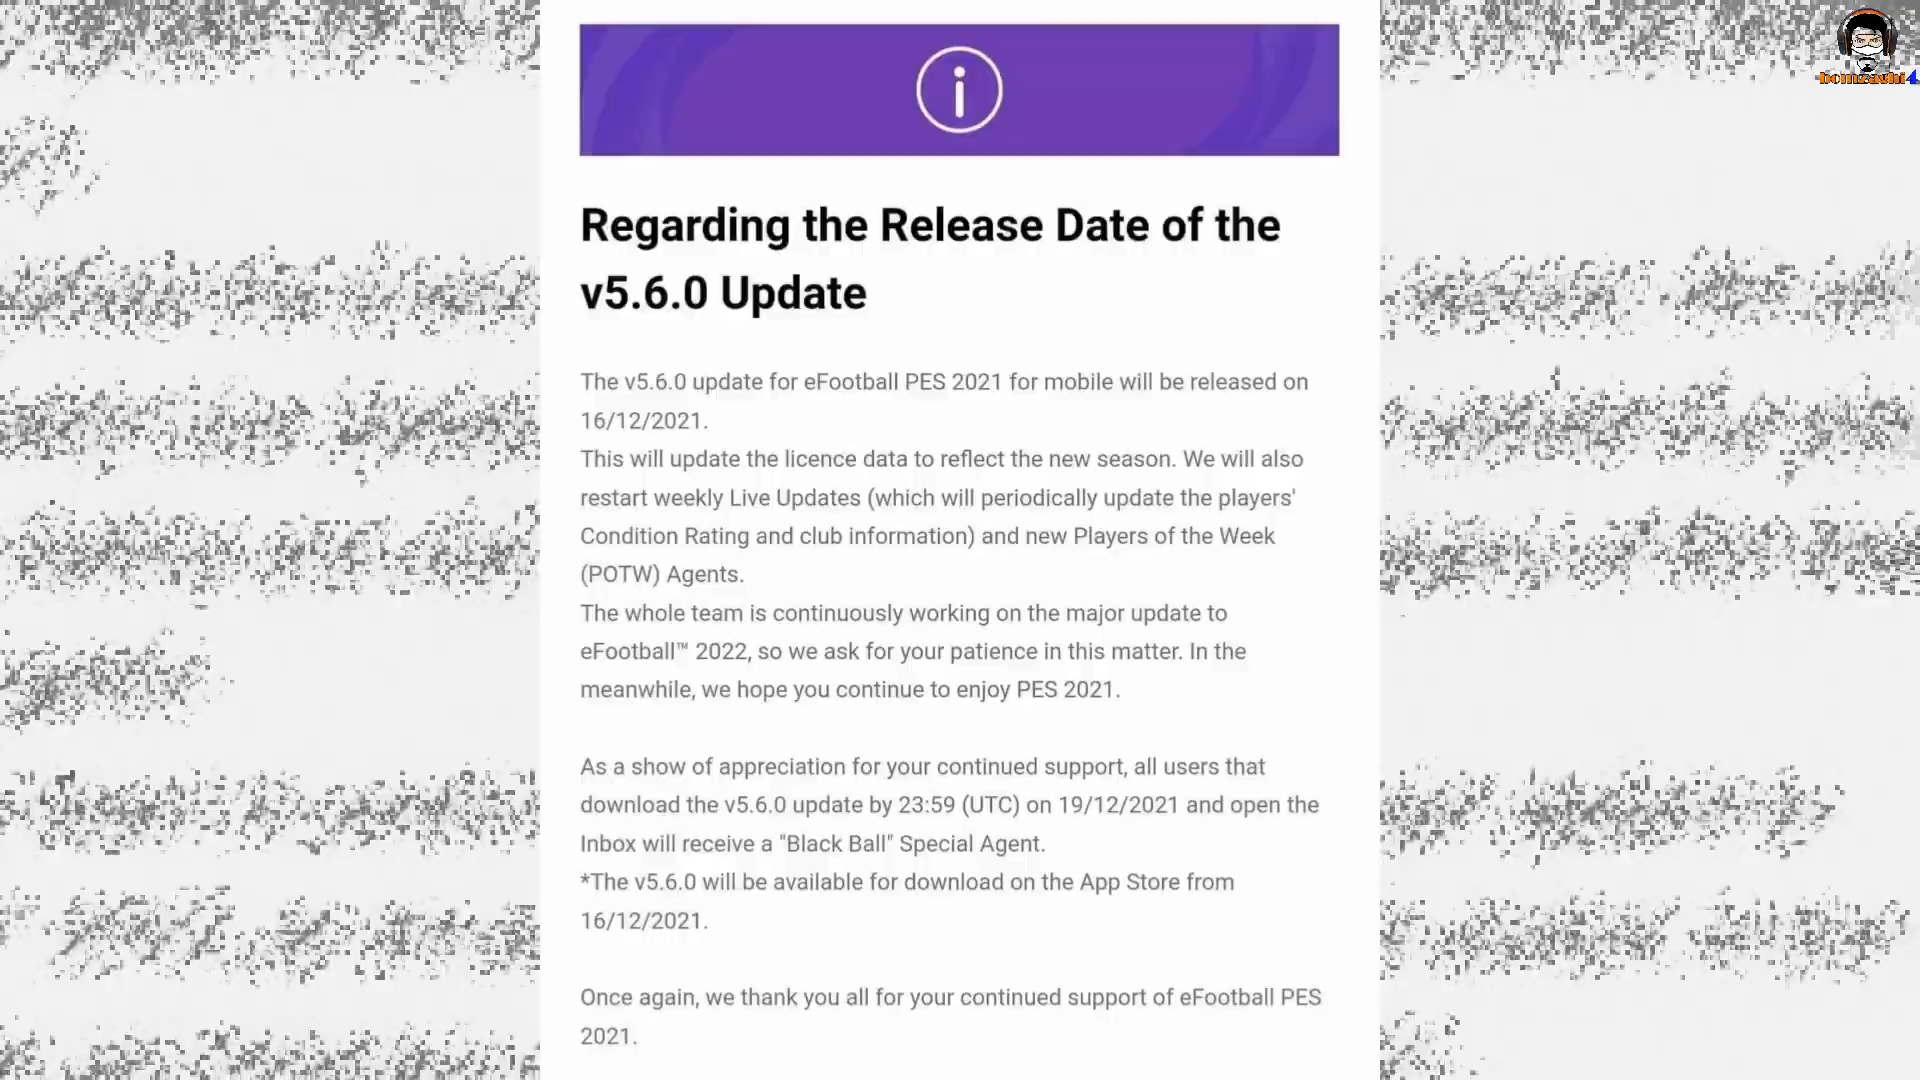 Regarding the Release Date of the
v5.6.0 Update
The v5.6.0 update for eFootball PES 2021 for mobile will be released on
16/12/2021.
This will update the licence data to reflect the new season. We will also
restart weekly Live Updates (which will periodically update the players'
Condition Rating and club information) and new Players of the Week
(POTW) Agents.
The whole team is continuously working on the major update to
eFootball™ 2022, so we ask for your patience in this matter. In the
meanwhile, we hope you continue to enjoy PES 2021.
As a show of appreciation for your continued support, all users that
download the v5.6.0 update by 23:59 (UTC) on 19/12/2021 and open the
Inbox will receive a "Black Ball" Special Agent.
*The v5.6.0 will be available for download on the App Store from
16/12/2021.
Once again, we thank you all for your continued support of eFootball PES
2021.